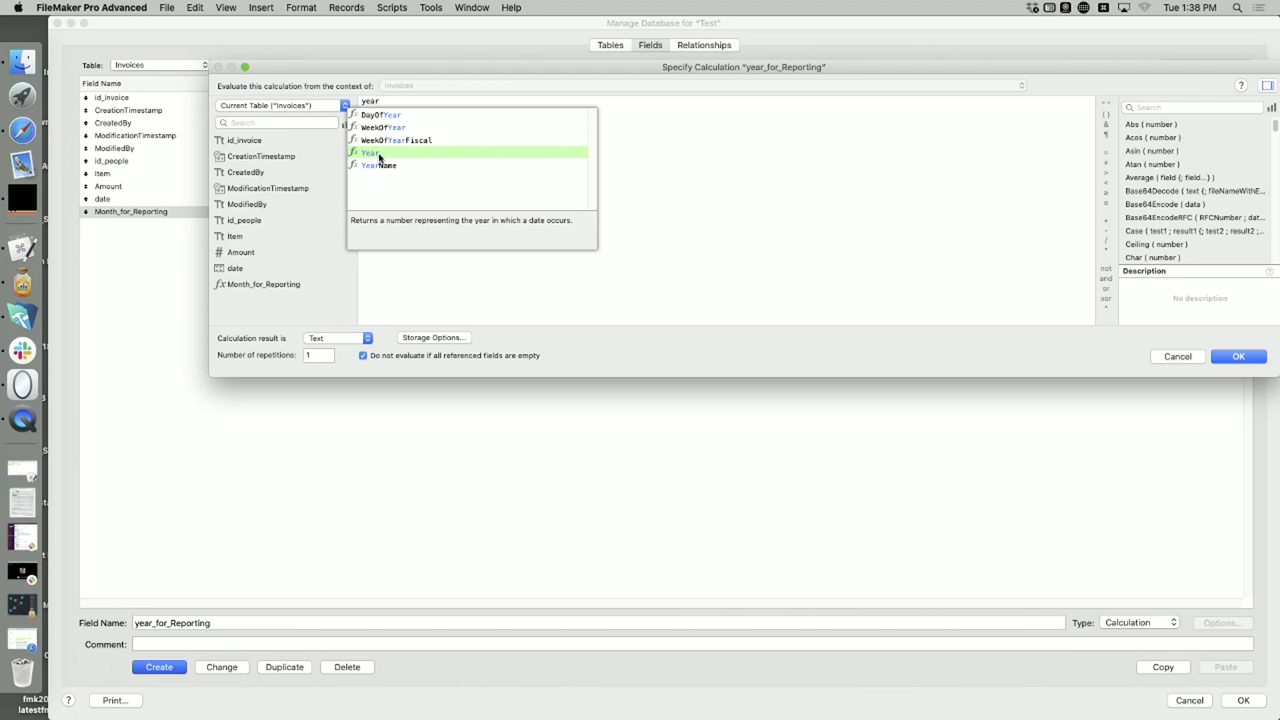 FileMaker Pro Advanced File Edit View Insert Format Records Scripts Tools Window Help Tue 1:38 PM
Manage Database for “Test”
Tables Fields Relationships
Table: Invoices
Field Name
id_invoice
CreationTimestamp
CreatedBy
ModificationTimestamp
ModifiedBy
id_people
Item
Amount
date
Month_for_Reporting
Specify Calculation “year_for_Reporting”
Evaluate this calculation from the context of: Invoices
Current Table (“Invoices”)
Search
id_invoice
CreationTimestamp
CreatedBy
ModificationTimestamp
ModifiedBy
id_people
Item
Amount
date
Month_for_Reporting
year
DayOfYear
WeekOfYear
WeekOfYearFiscal
Year
YearName
Returns a number representing the year in which a date occurs.
not
and
or
xor
Search
Abs ( number )
Acos ( number )
Asin ( number )
Atan ( number )
Average ( field {; field...} )
Base64Decode ( text {; fileNameWithE...
Base64Encode ( data )
Base64EncodeRFC ( RFCNumber ; dat...
Case ( test1 ; result1 {; test2 ; result2 ;...
Ceiling ( number )
Char ( number )
Description
No description
Calculation result is Text Storage Options...
Number of repetitions: 1 Do not evaluate if all referenced fields are empty
Cancel OK
Field Name: year_for_Reporting Type: Calculation Options...
Comment:
Create Change Duplicate Delete Copy Paste
? Print... Cancel OK
fmk20
latestfm